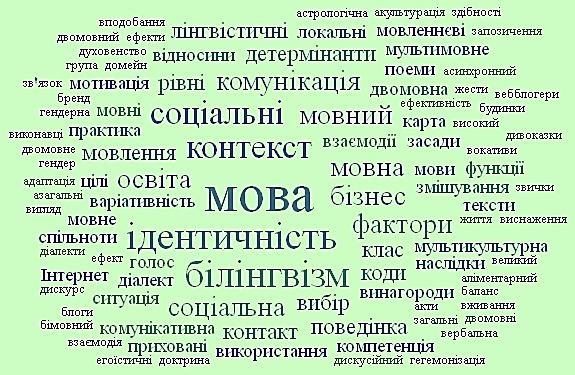 астрологічна акультурація здібності
вподобання
двомовний ефекти лінгвістичні локальні мовленнєві запозичення
духовенство відносини детермінанти мультимовне
група домейн поеми асинхронний
зв'язок мотивація рівні комунікація двомовна жести вебблогери
бренд ефективність будинки
гендерна мовні соціальні мовний карта високий
виконавці практика взаємодії засади дивоказки
двомовне мовлення контекст вокативи
гендер мовна мови функції
адаптація цілі освіта змішування звички
азагальні варіативність мова бізнес тексти
вигляд
мовне фактори життя виснаження
спільноти ідентичність мультикультурна
діалекти клас великий
ефект голос наслідки
Інтернет діалект білінгвізм коди аліментарний
дискурс винагороди баланс
ситуація соціальна вибір акти вживання
блоги загальні двомовні
бімовний комунікативна контакт поведінка вербальна
взаємодія приховані використання компетенція
егоїстичні доктрина дискусійний гегемонізація